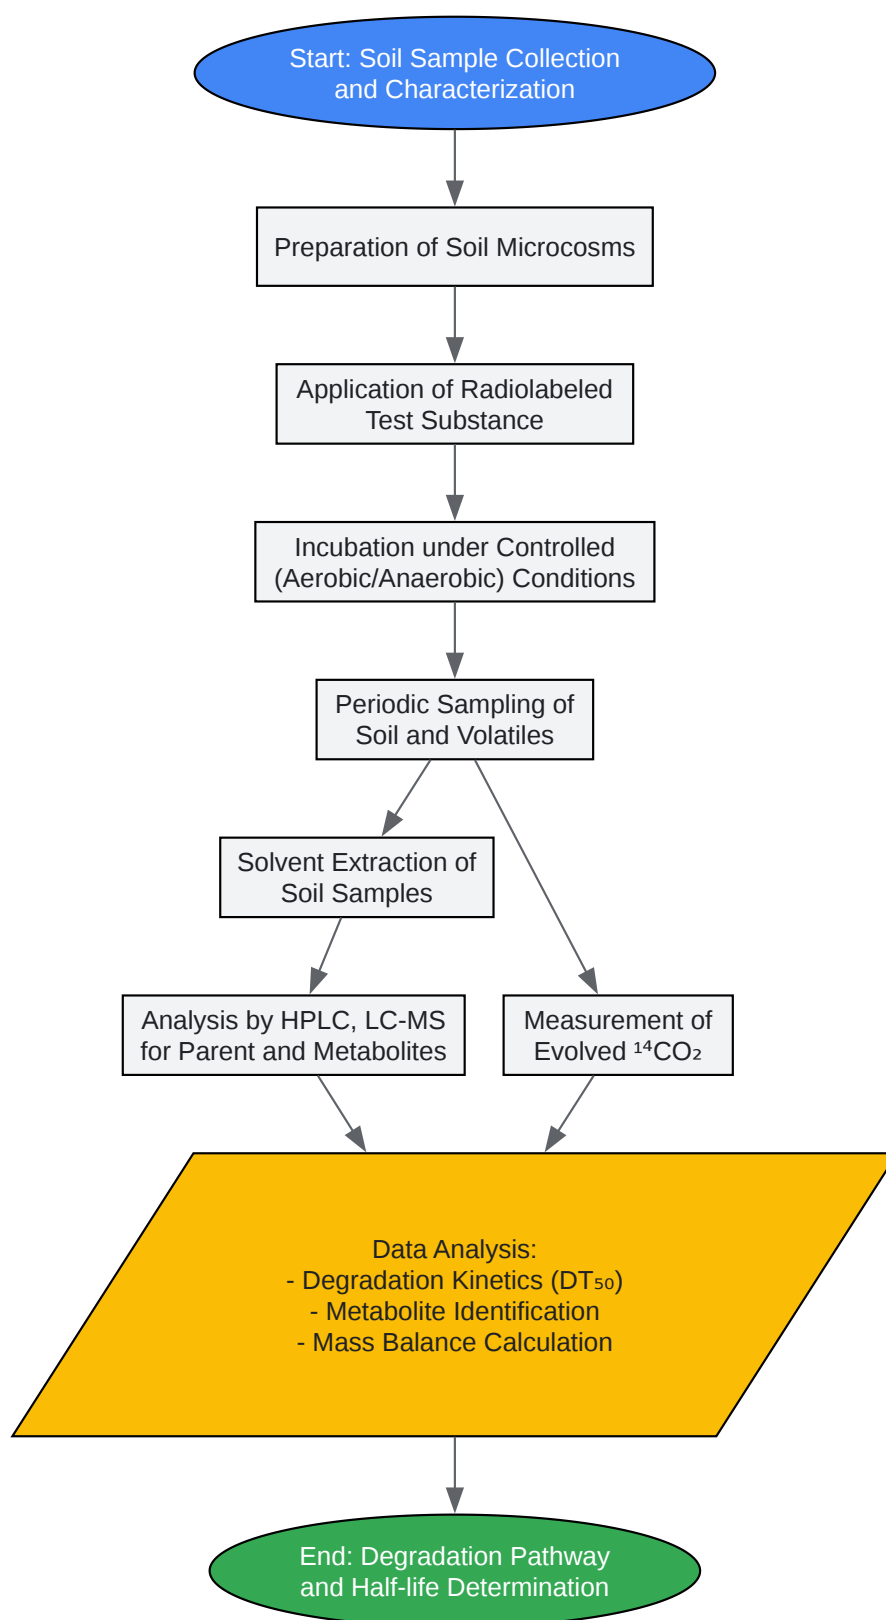 Start: Soil Sample Collection
and Characterization
Preparation of Soil Microcosms
Application of Radiolabeled
Test Substance
Incubation under Controlled
(Aerobic/Anaerobic) Conditions
Periodic Sampling of
Soil and Volatiles
Solvent Extraction of
Soil Samples
Analysis by HPLC, LC-MS
for Parent and Metabolites
Measurement of
Evolved ¹⁴CO₂
Data Analysis:
- Degradation Kinetics (DT₅₀)
- Metabolite Identification
- Mass Balance Calculation
End: Degradation Pathway
and Half-life Determination